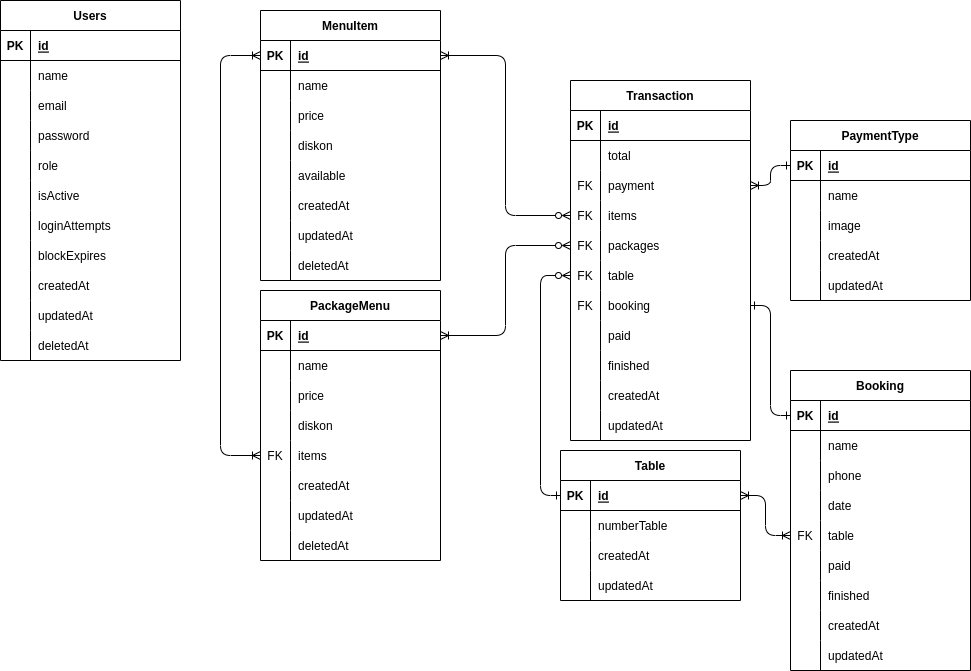 Users
PK id
name
email
password
role
isActive
loginAttempts
blockExpires
createdAt
updatedAt
deletedAt
MenuItem
PK id
name
price
diskon
available
createdAt
updatedAt
deletedAt
PackageMenu
PK id
name
price
diskon
FK items
createdAt
updatedAt
deletedAt
Transaction
PK id
total
FK payment
FK items
FK packages
FK table
FK booking
paid
finished
createdAt
updatedAt
Table
PK id
numberTable
createdAt
updatedAt
PaymentType
PK id
name
image
createdAt
updatedAt
Booking
PK id
name
phone
date
FK table
paid
finished
createdAt
updatedAt